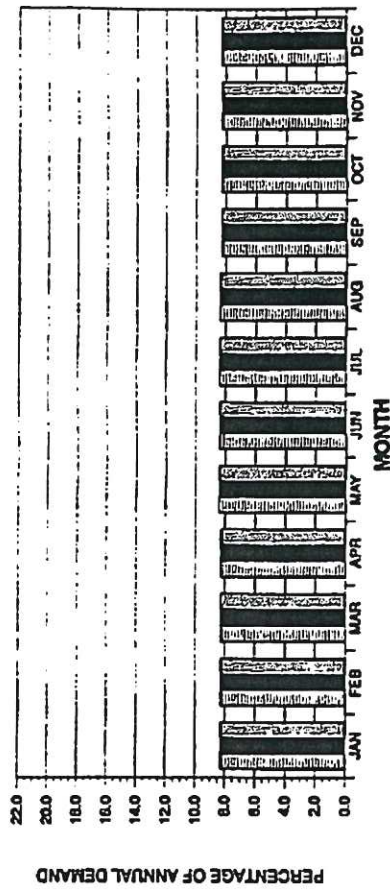 PERCENTAGE OF ANNUAL DEMAND
22.0
20.0
18.0
16.0
14.0
12.0
10.0
8.0
6.0
4.0
2.0
0.0
JAN
FEB
MAR
APR
MAY
JUN
JUL
AUG
SEP
OCT
NOV
DEC
MONTH